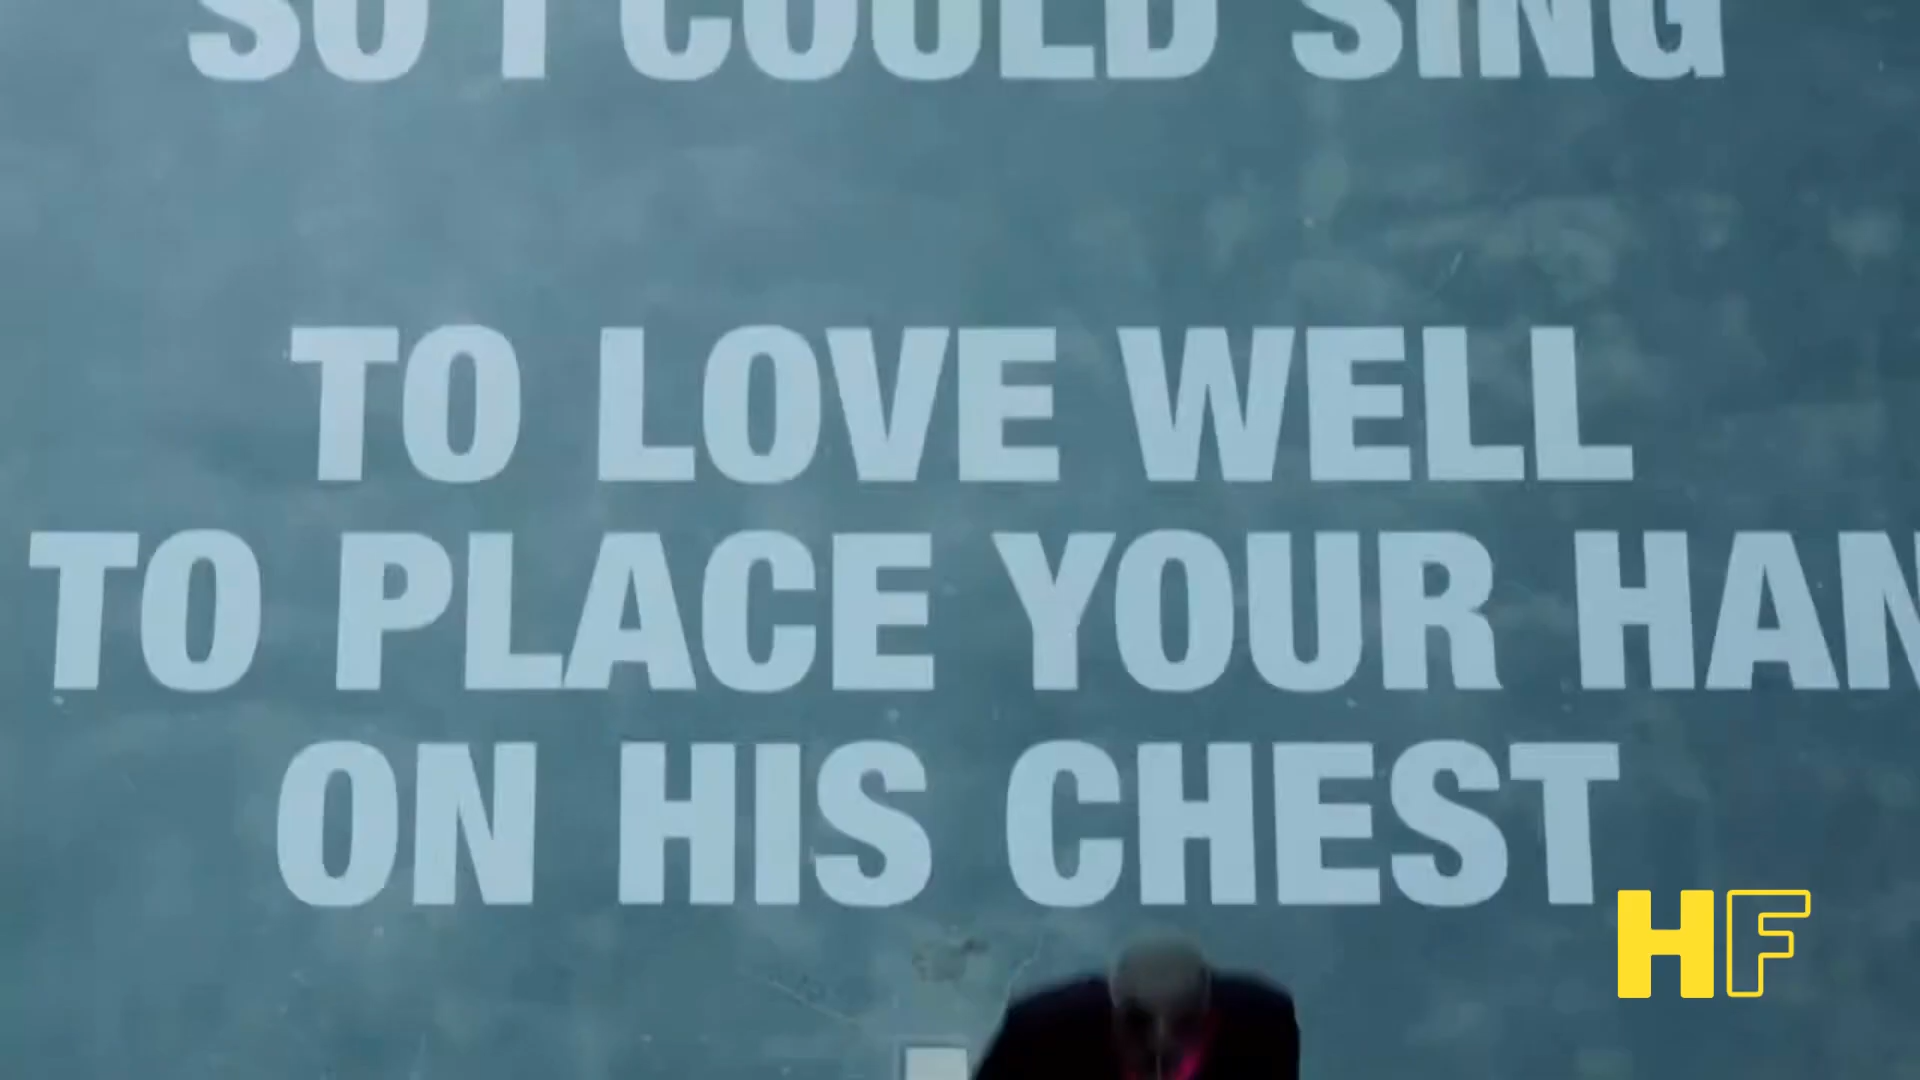 SO I COULD SING
TO LOVE WELL
TO PLACE YOUR HAN
ON HIS CHEST
HF